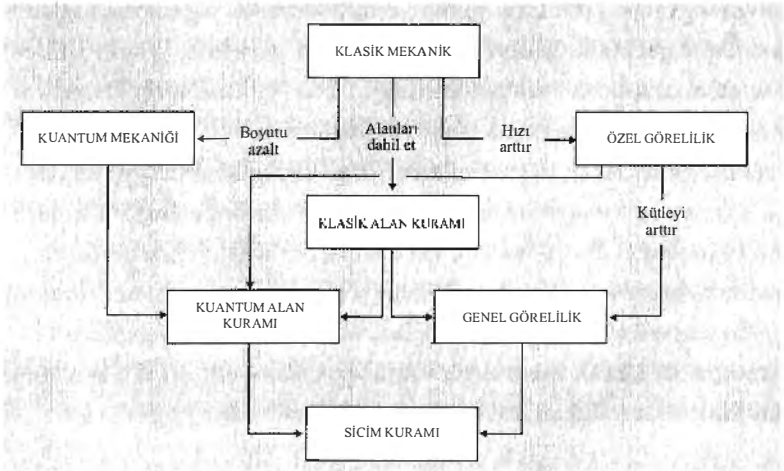 KLASİK MEKANİK
KUANTUM MEKANİĞİ
Boyutu
azalt
Alanları
dahil et
Hızı
arttır
ÖZEL GÖRELİLİK
KLASİK ALAN KURAMI
Kütleyi
arttır
KUANTUM ALAN
KURAMI
GENEL GÖRELİLİK
SİCİM KURAMI